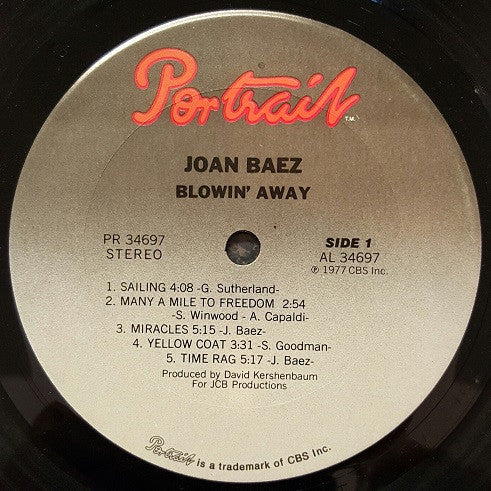 Portrait T.M.
JOAN BAEZ
BLOWIN' AWAY
PR 34697
STEREO
SIDE 1
AL 34697
℗ 1977 CBS Inc.
1. SAILING 4:08 -G. Sutherland-
2. MANY A MILE TO FREEDOM 2:54
-S. Winwood - A. Capaldi-
3. MIRACLES 5:15 -J. Baez-
4. YELLOW COAT 3:31 -S. Goodman-
5. TIME RAG 5:17 -J. Baez-
Produced by David Kershenbaum
For JCB Productions
Portrait is a trademark of CBS Inc.